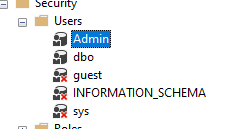 Security
Users
Admin
dbo
guest
INFORMATION_SCHEMA
sys
Roles